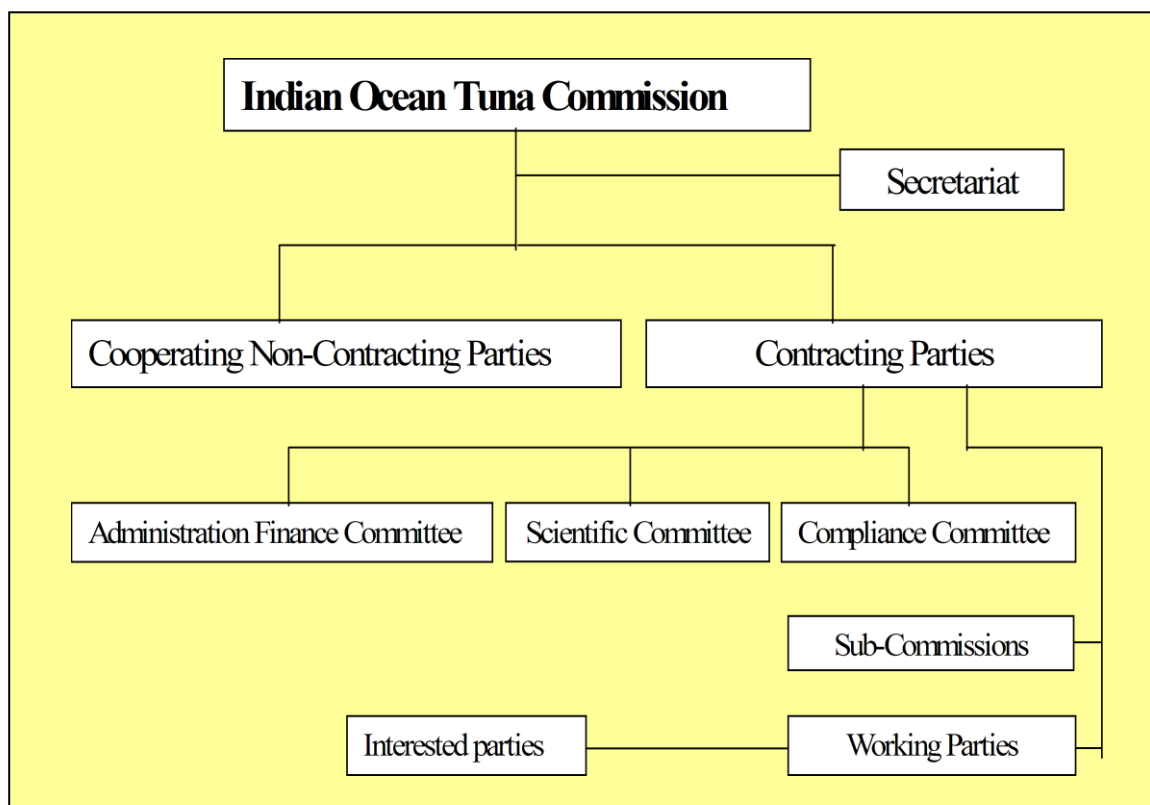 Indian Ocean Tuna Commission
Secretariat
Cooperating Non-Contracting Parties
Contracting Parties
Administration Finance Committee
Scientific Committee
Compliance Committee
Sub-Commissions
Interested parties
Working Parties